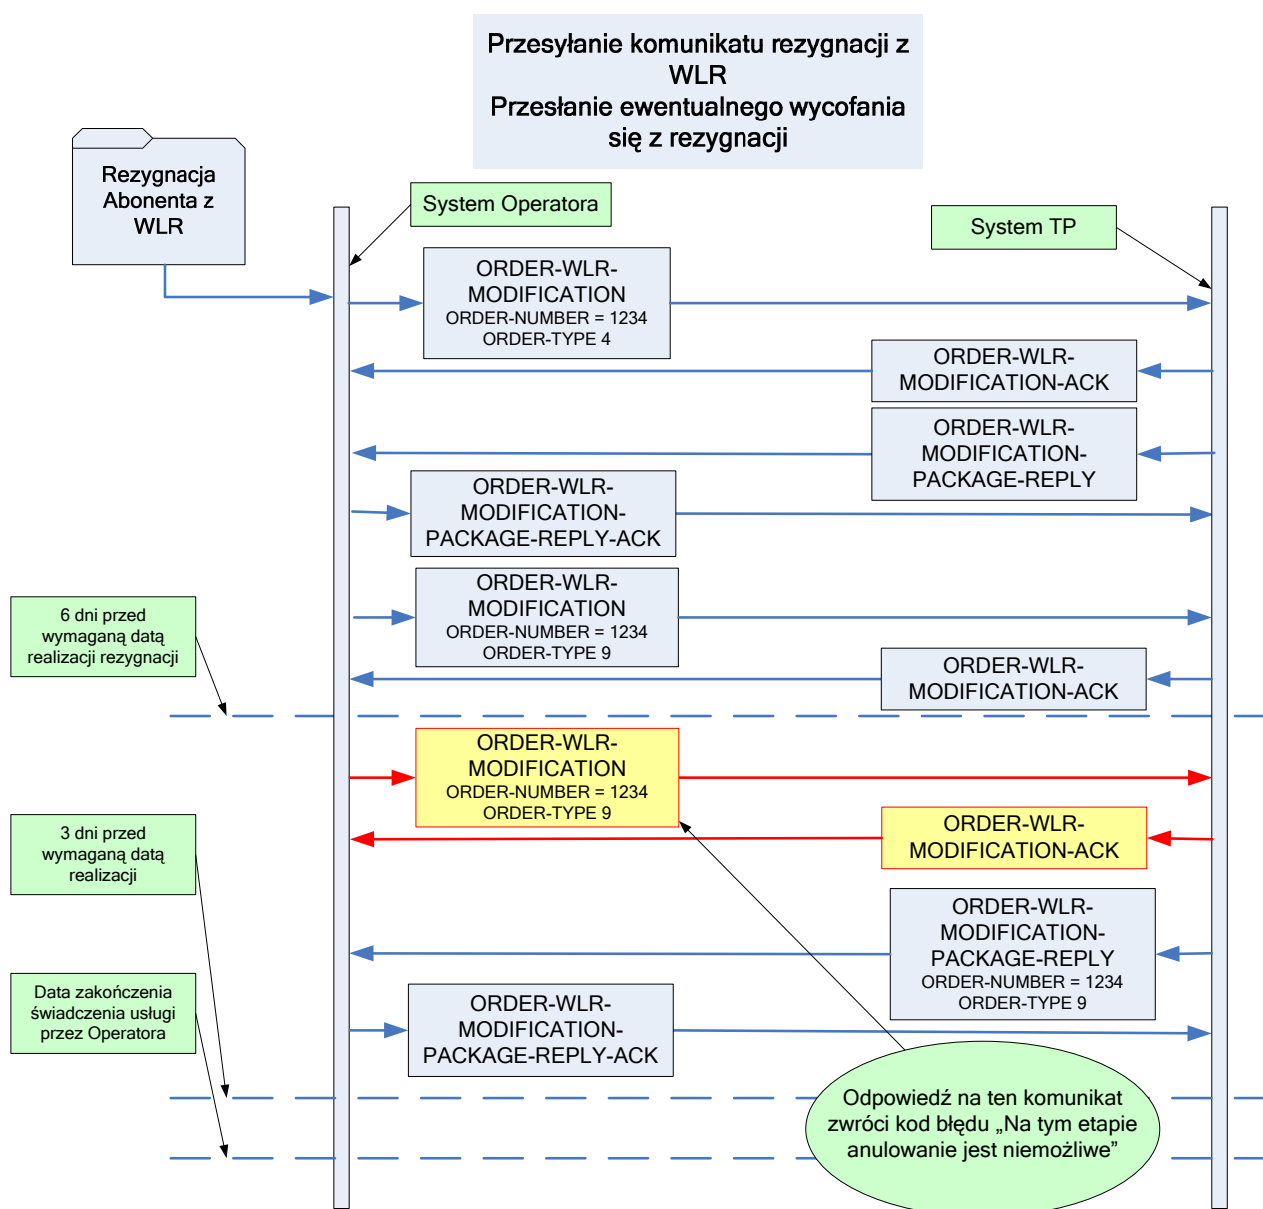 Przesyłanie komunikatu rezygnacji z
WLR
Przesłanie ewentualnego wycofania
się z rezygnacji
Rezygnacja
Abonenta z
WLR
System Operatora
System TP
ORDER-WLR-
MODIFICATION
ORDER-NUMBER = 1234
ORDER-TYPE 4
ORDER-WLR-
MODIFICATION-ACK
ORDER-WLR-
MODIFICATION-
PACKAGE-REPLY
ORDER-WLR-
MODIFICATION-
PACKAGE-REPLY-ACK
ORDER-WLR-
MODIFICATION
ORDER-NUMBER = 1234
ORDER-TYPE 9
6 dni przed
wymaganą datą
realizacji rezygnacji
ORDER-WLR-
MODIFICATION-ACK
ORDER-WLR-
MODIFICATION
ORDER-NUMBER = 1234
ORDER-TYPE 9
3 dni przed
wymaganą datą
realizacji
ORDER-WLR-
MODIFICATION-ACK
ORDER-WLR-
MODIFICATION-
PACKAGE-REPLY
ORDER-NUMBER = 1234
ORDER-TYPE 9
Data zakończenia
świadczenia usługi
przez Operatora
ORDER-WLR-
MODIFICATION-
PACKAGE-REPLY-ACK
Odpowiedź na ten komunikat
zwróci kod błędu „Na tym etapie
anulowanie jest niemożliwe”